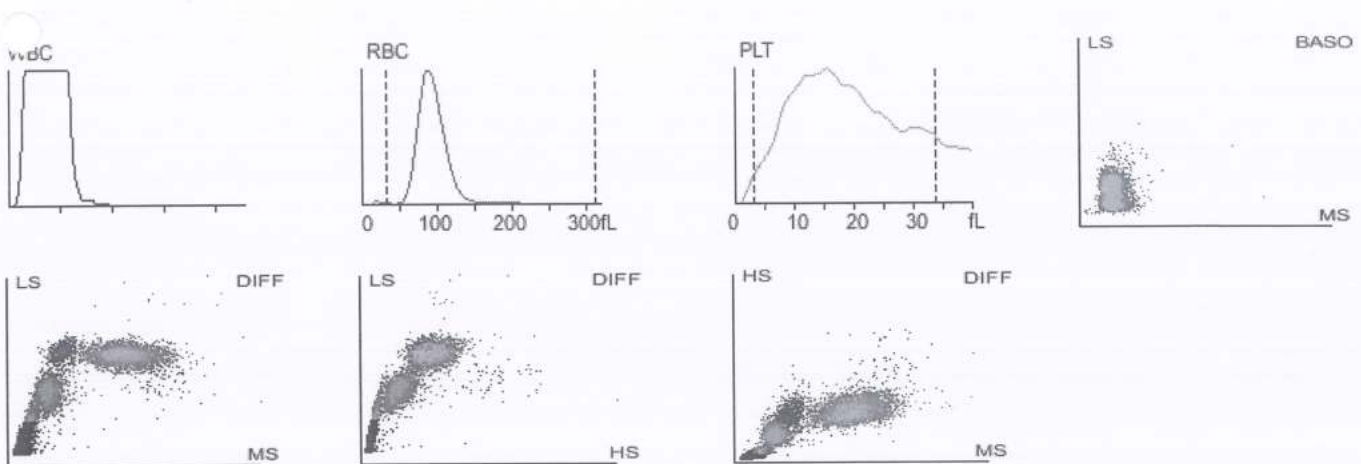 WBC
RBC
PLT
LS BASO
0 100 200 300fL
0 10 20 30 fL
MS
LS DIFF
LS DIFF
HS DIFF
MS
HS
MS